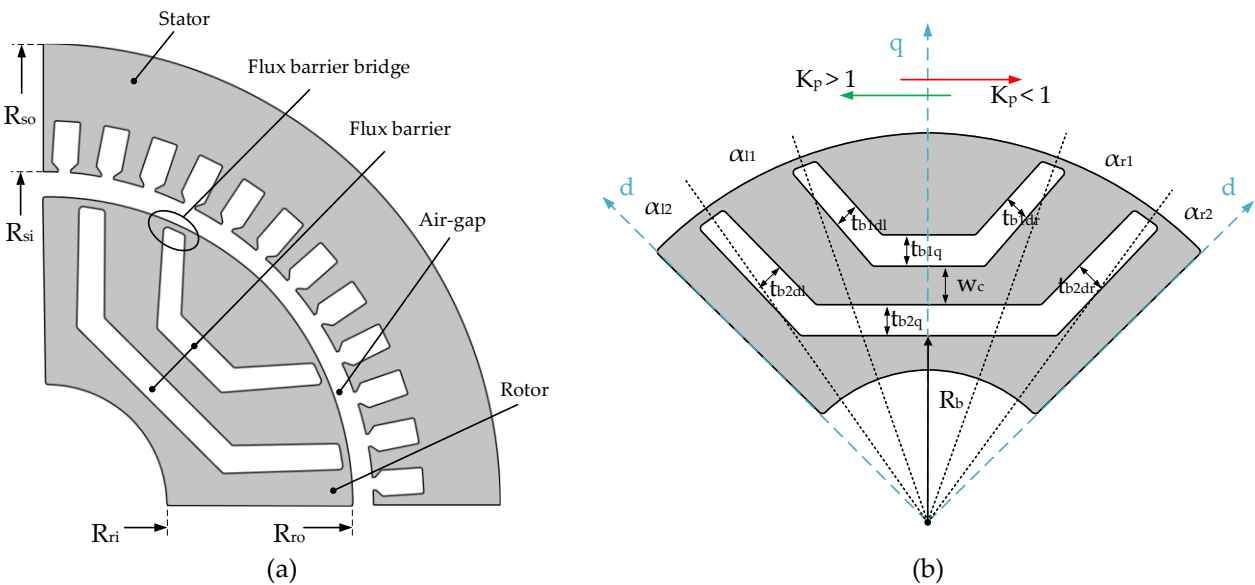 Stator
Flux barrier bridge
Flux barrier
Air-gap
Rotor
Rso
Rsi
Rri
Rro
(a)
q
Kp > 1
Kp < 1
αl1
αr1
d
d
αl2
αr2
tb1dl
tb1dr
tb1q
wc
tb2dl
tb2dr
tb2q
Rb
(b)